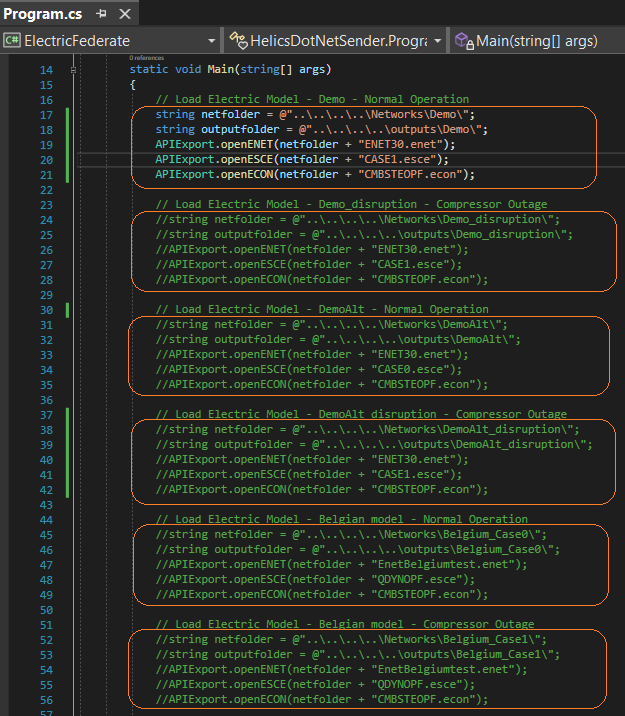 Program.cs
C# ElectricFederate HelicsDotNetSender.Progra Main(string[] args)
0 references
14 static void Main(string[] args)
15 {
16 // Load Electric Model - Demo - Normal Operation
17 string netfolder = @"..\..\..\..\Networks\Demo\";
18 string outputfolder = @"..\..\..\..\outputs\Demo\";
19 APIExport.openENET(netfolder + "ENET30.enet");
20 APIExport.openESCE(netfolder + "CASE1.esce");
21 APIExport.openECON(netfolder + "CMBSTEOPF.econ");
22
23 // Load Electric Model - Demo_disruption - Compressor Outage
24 //string netfolder = @"..\..\..\..\Networks\Demo_disruption\";
25 //string outputfolder = @"..\..\..\..\outputs\Demo_disruption\";
26 //APIExport.openENET(netfolder + "ENET30.enet");
27 //APIExport.openESCE(netfolder + "CASE1.esce");
28 //APIExport.openECON(netfolder + "CMBSTEOPF.econ");
29
30 // Load Electric Model - DemoAlt - Normal Operation
31 //string netfolder = @"..\..\..\..\Networks\DemoAlt\";
32 //string outputfolder = @"..\..\..\..\outputs\DemoAlt\";
33 //APIExport.openENET(netfolder + "ENET30.enet");
34 //APIExport.openESCE(netfolder + "CASE0.esce");
35 //APIExport.openECON(netfolder + "CMBSTEOPF.econ");
36
37 // Load Electric Model - DemoAlt_disruption - Compressor Outage
38 //string netfolder = @"..\..\..\..\Networks\DemoAlt_disruption\";
39 //string outputfolder = @"..\..\..\..\outputs\DemoAlt_disruption\";
40 //APIExport.openENET(netfolder + "ENET30.enet");
41 //APIExport.openESCE(netfolder + "CASE1.esce");
42 //APIExport.openECON(netfolder + "CMBSTEOPF.econ");
43
44 // Load Electric Model - Belgian model - Normal Operation
45 //string netfolder = @"..\..\..\..\Networks\Belgium_Case0\";
46 //string outputfolder = @"..\..\..\..\outputs\Belgium_Case0\";
47 //APIExport.openENET(netfolder + "EnetBelgiumtest.enet");
48 //APIExport.openESCE(netfolder + "QDYNOPF.esce");
49 //APIExport.openECON(netfolder + "CMBSTEOPF.econ");
50
51 // Load Electric Model - Belgian model - Compressor Outage
52 //string netfolder = @"..\..\..\..\Networks\Belgium_Case1\";
53 //string outputfolder = @"..\..\..\..\outputs\Belgium_Case1\";
54 //APIExport.openENET(netfolder + "EnetBelgiumtest.enet");
55 //APIExport.openESCE(netfolder + "QDYNOPF.esce");
56 //APIExport.openECON(netfolder + "CMBSTEOPF.econ");
57